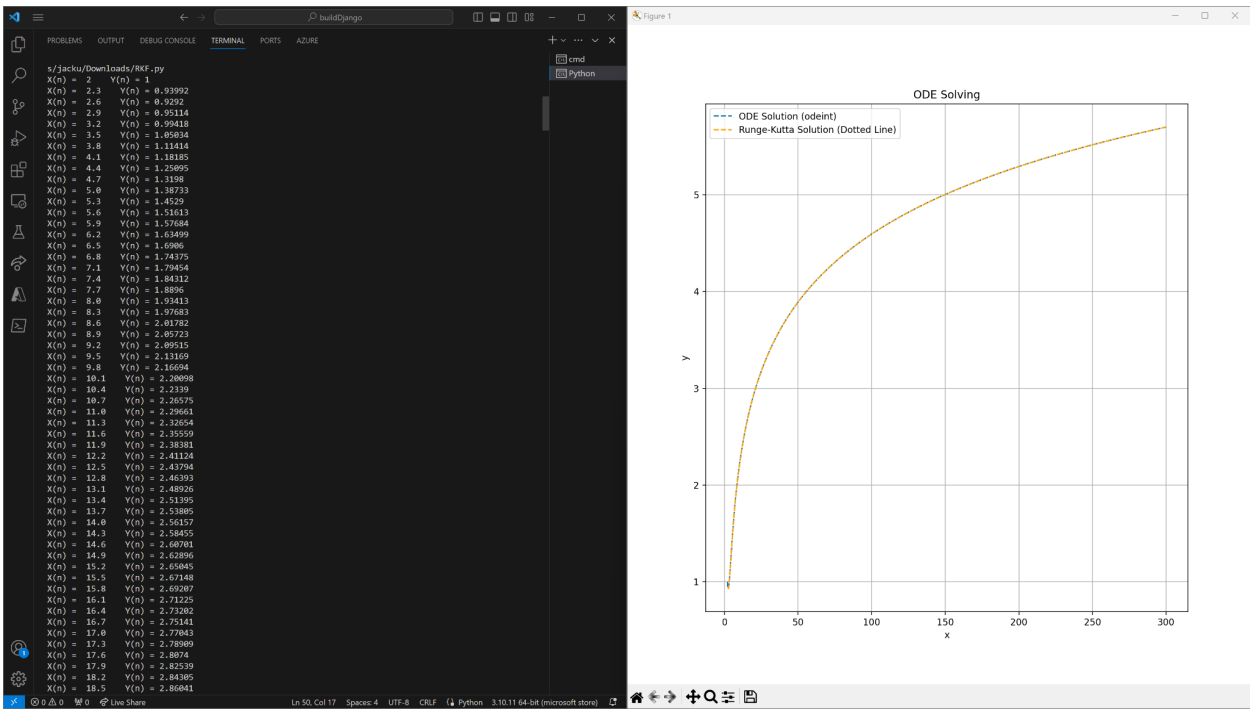 buildDjango
PROBLEMS OUTPUT DEBUG CONSOLE TERMINAL PORTS AZURE
cmd
Python
s/jacku/Downloads/RKF.py
X(n) = 2 Y(n) = 1
X(n) = 2.3 Y(n) = 0.93992
X(n) = 2.6 Y(n) = 0.9292
X(n) = 2.9 Y(n) = 0.95114
X(n) = 3.2 Y(n) = 0.99418
X(n) = 3.5 Y(n) = 1.05034
X(n) = 3.8 Y(n) = 1.11414
X(n) = 4.1 Y(n) = 1.18185
X(n) = 4.4 Y(n) = 1.25095
X(n) = 4.7 Y(n) = 1.3198
X(n) = 5.0 Y(n) = 1.38733
X(n) = 5.3 Y(n) = 1.4529
X(n) = 5.6 Y(n) = 1.51613
X(n) = 5.9 Y(n) = 1.57684
X(n) = 6.2 Y(n) = 1.63499
X(n) = 6.5 Y(n) = 1.6906
X(n) = 6.8 Y(n) = 1.74375
X(n) = 7.1 Y(n) = 1.79454
X(n) = 7.4 Y(n) = 1.84312
X(n) = 7.7 Y(n) = 1.8896
X(n) = 8.0 Y(n) = 1.93413
X(n) = 8.3 Y(n) = 1.97683
X(n) = 8.6 Y(n) = 2.01782
X(n) = 8.9 Y(n) = 2.05723
X(n) = 9.2 Y(n) = 2.09515
X(n) = 9.5 Y(n) = 2.13169
X(n) = 9.8 Y(n) = 2.16694
X(n) = 10.1 Y(n) = 2.20098
X(n) = 10.4 Y(n) = 2.2339
X(n) = 10.7 Y(n) = 2.26575
X(n) = 11.0 Y(n) = 2.29661
X(n) = 11.3 Y(n) = 2.32654
X(n) = 11.6 Y(n) = 2.35559
X(n) = 11.9 Y(n) = 2.38381
X(n) = 12.2 Y(n) = 2.41124
X(n) = 12.5 Y(n) = 2.43794
X(n) = 12.8 Y(n) = 2.46393
X(n) = 13.1 Y(n) = 2.48926
X(n) = 13.4 Y(n) = 2.51395
X(n) = 13.7 Y(n) = 2.53805
X(n) = 14.0 Y(n) = 2.56157
X(n) = 14.3 Y(n) = 2.58455
X(n) = 14.6 Y(n) = 2.60701
X(n) = 14.9 Y(n) = 2.62896
X(n) = 15.2 Y(n) = 2.65045
X(n) = 15.5 Y(n) = 2.67148
X(n) = 15.8 Y(n) = 2.69207
X(n) = 16.1 Y(n) = 2.71225
X(n) = 16.4 Y(n) = 2.73202
X(n) = 16.7 Y(n) = 2.75141
X(n) = 17.0 Y(n) = 2.77043
X(n) = 17.3 Y(n) = 2.78909
X(n) = 17.6 Y(n) = 2.8074
X(n) = 17.9 Y(n) = 2.82539
X(n) = 18.2 Y(n) = 2.84305
X(n) = 18.5 Y(n) = 2.86041
1
0 0 0 Live Share Ln 50, Col 17 Spaces: 4 UTF-8 CRLF Python 3.10.11 64-bit (microsoft store)
Figure 1
ODE Solving
ODE Solution (odeint)
Runge-Kutta Solution (Dotted Line)
5
4
3
2
1
y
0 50 100 150 200 250 300
x